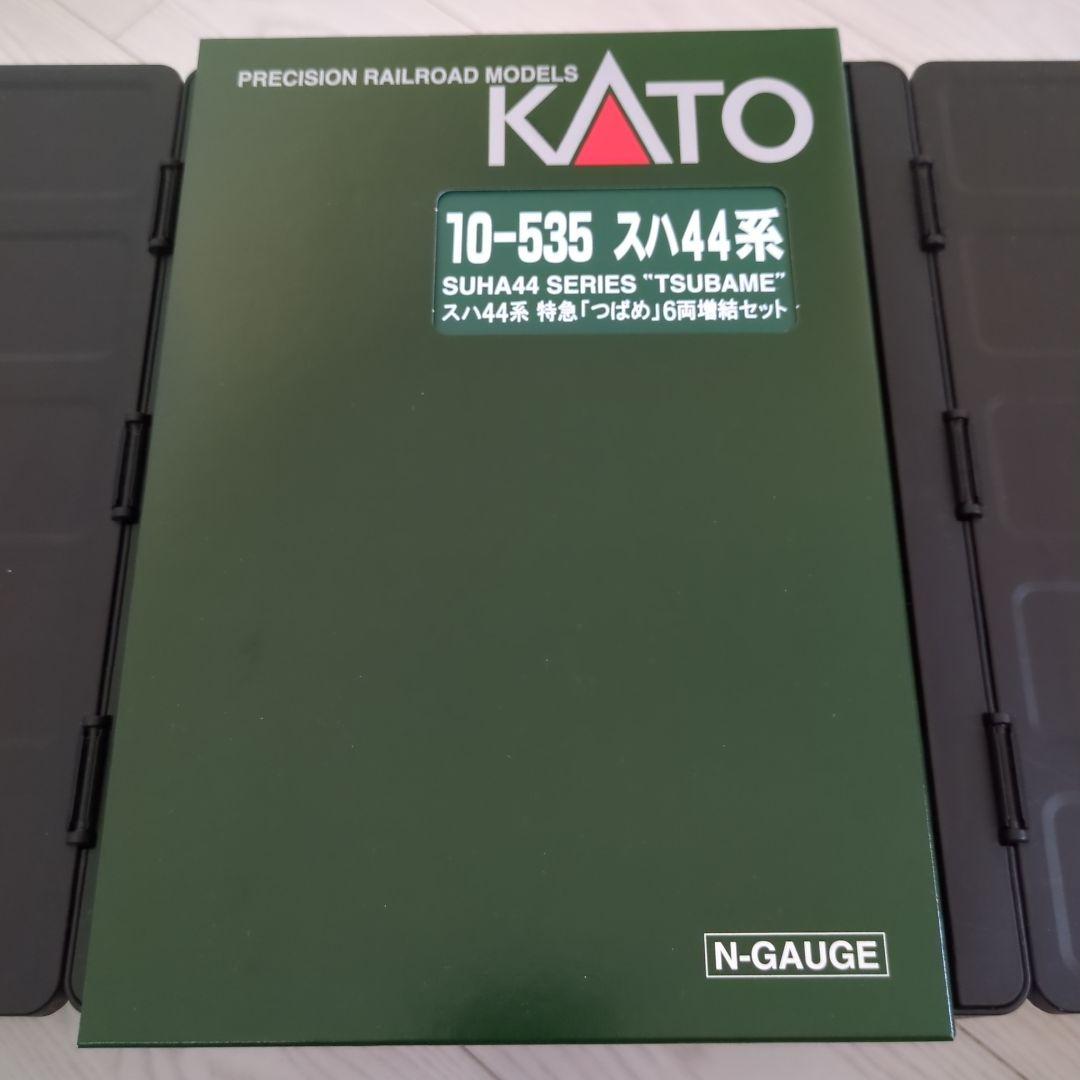 PRECISION RAILROAD MODELS
KATO
10-535 スハ44系
SUHA44 SERIES "TSUBAME"
スハ44系 特急「つばめ」6両増結セット
N-GAUGE